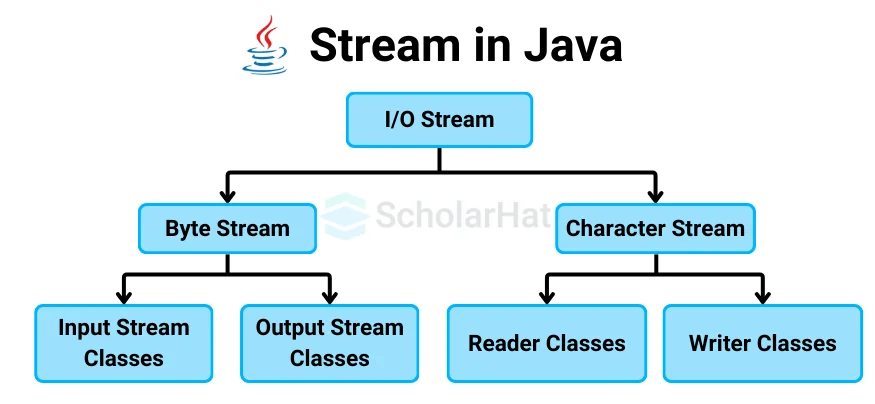 Stream in Java
I/O Stream
Byte Stream
ScholarHat
Character Stream
Input Stream
Classes
Output Stream
Classes
Reader Classes
Writer Classes